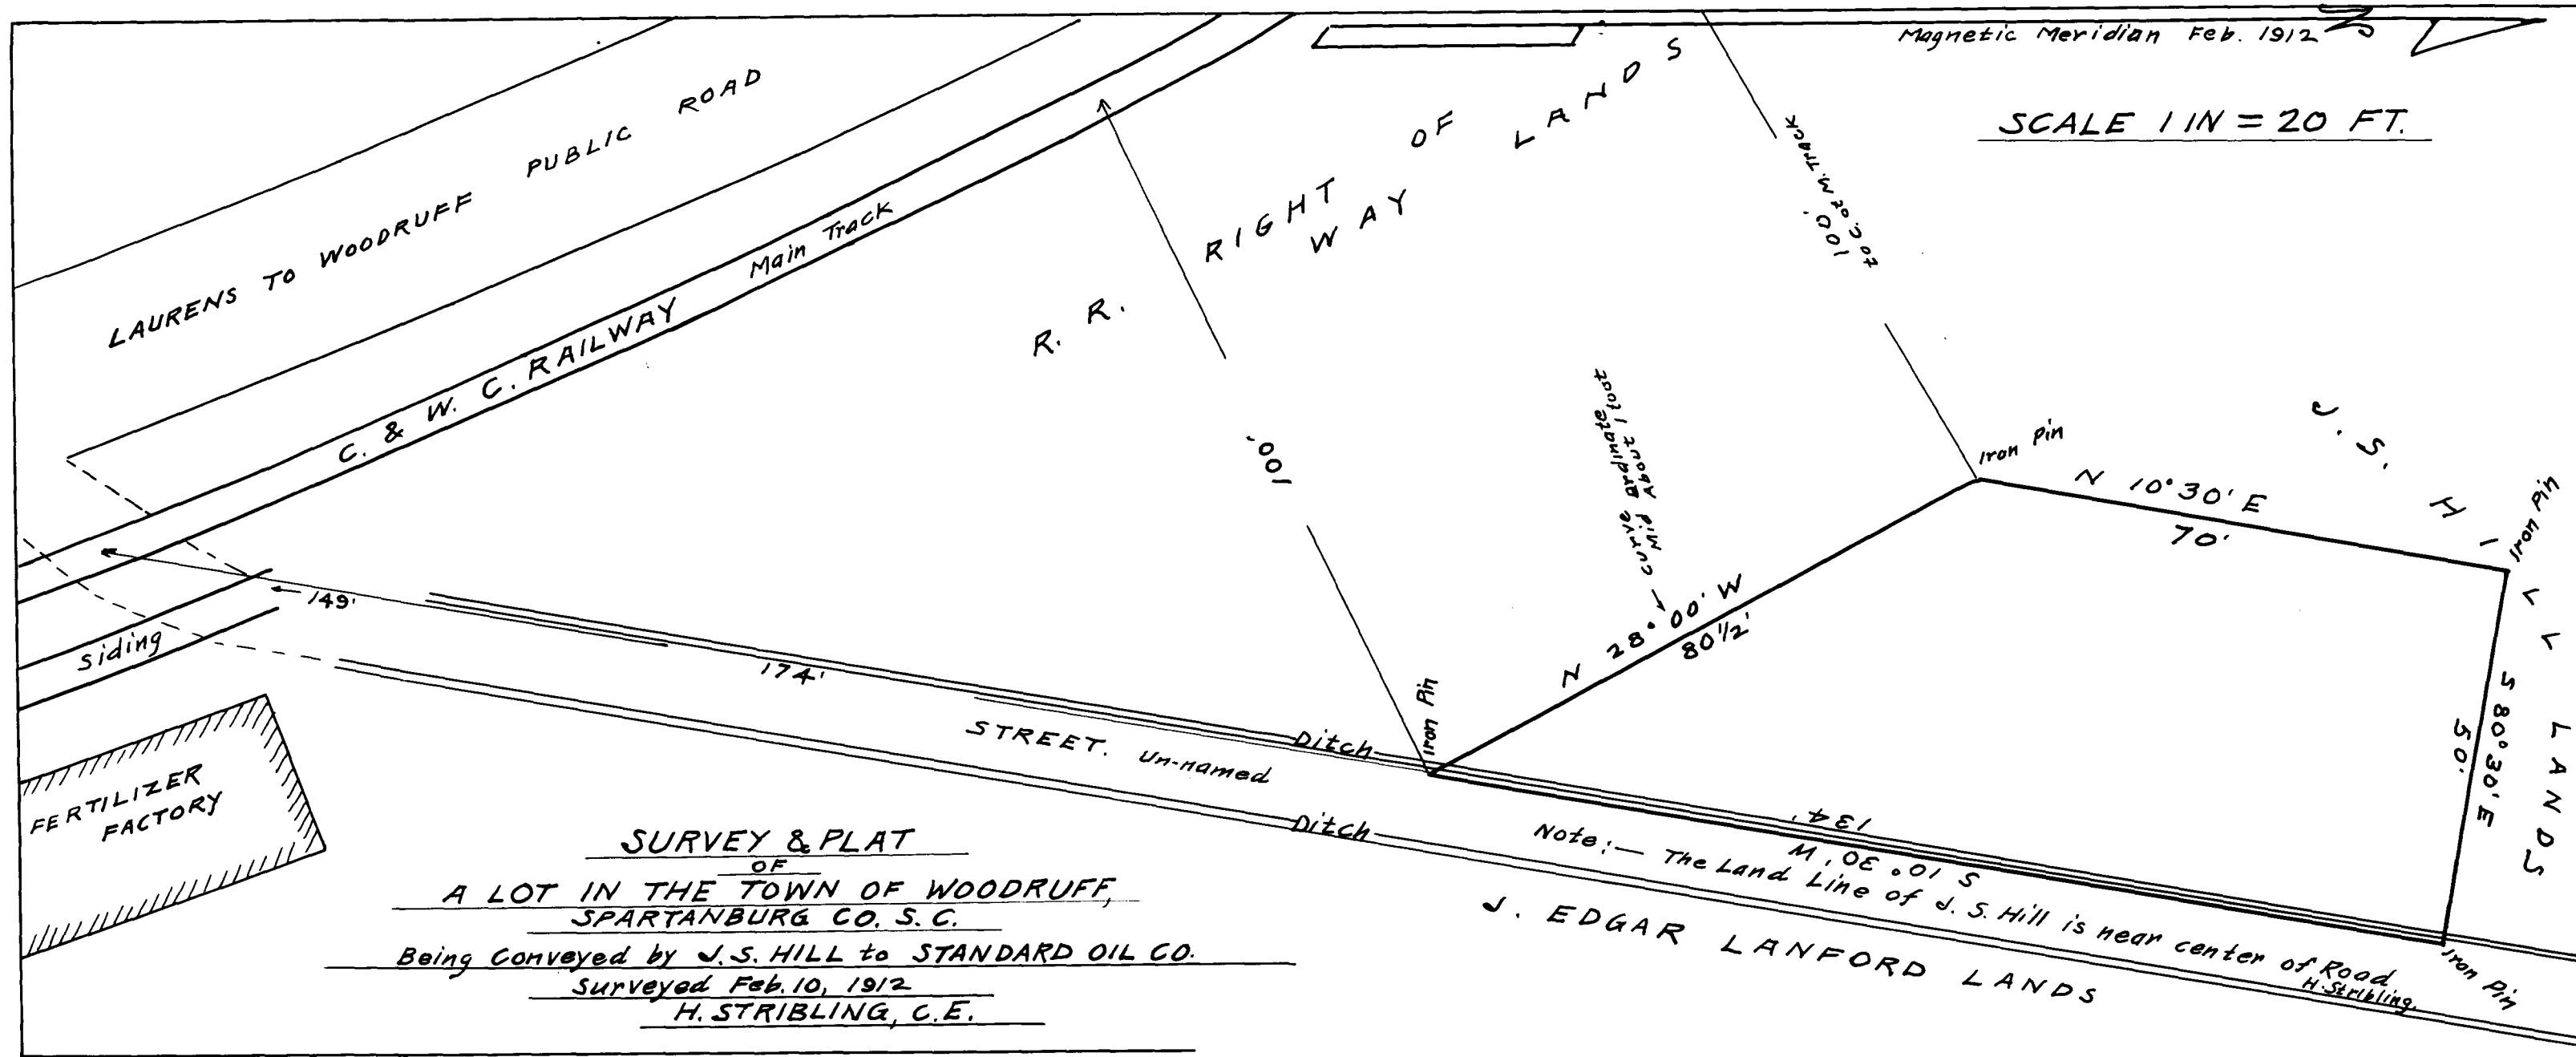 Magnetic Meridian Feb. 1912
N
SCALE 1 IN = 20 FT.
LAURENS TO WOODRUFF PUBLIC ROAD
C. & W. C. RAILWAY Main Track
R. R. RIGHT OF
WAY LANDS
100'
to C. of M. Track
100'
Curve
Mid ordinate
About 1 foot
Iron Pin
N 10° 30' E
70'
Iron Pin
J. S. HILL LANDS
S 80° 30' E
50'
N 28° 00' W
80 1/2'
Iron Pin
149'
Siding
174'
Ditch
STREET. Un-named
Ditch
134'
S 10° 30' W
Note:— The Land Line of J. S. Hill is near center of Road
H. Stribling.
Iron Pin
J. EDGAR LANFORD LANDS
FERTILIZER
FACTORY
SURVEY & PLAT
OF
A LOT IN THE TOWN OF WOODRUFF,
SPARTANBURG CO. S. C.
Being Conveyed by J. S. HILL to STANDARD OIL CO.
Surveyed Feb. 10, 1912
H. STRIBLING, C. E.